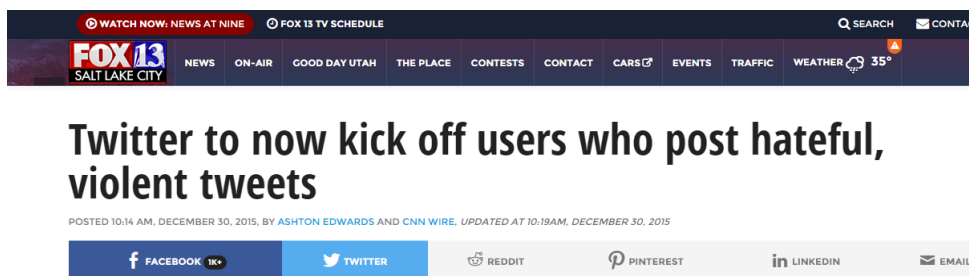 WATCH NOW: NEWS AT NINE FOX 13 TV SCHEDULE SEARCH CONTA
FOX 13
SALT LAKE CITY
NEWS ON-AIR GOOD DAY UTAH THE PLACE CONTESTS CONTACT CARS EVENTS TRAFFIC WEATHER 35°
Twitter to now kick off users who post hateful,
violent tweets
POSTED 10:14 AM, DECEMBER 30, 2015, BY ASHTON EDWARDS AND CNN WIRE, UPDATED AT 10:19AM, DECEMBER 30, 2015
FACEBOOK 1K+ TWITTER REDDIT PINTEREST LINKEDIN EMAIL